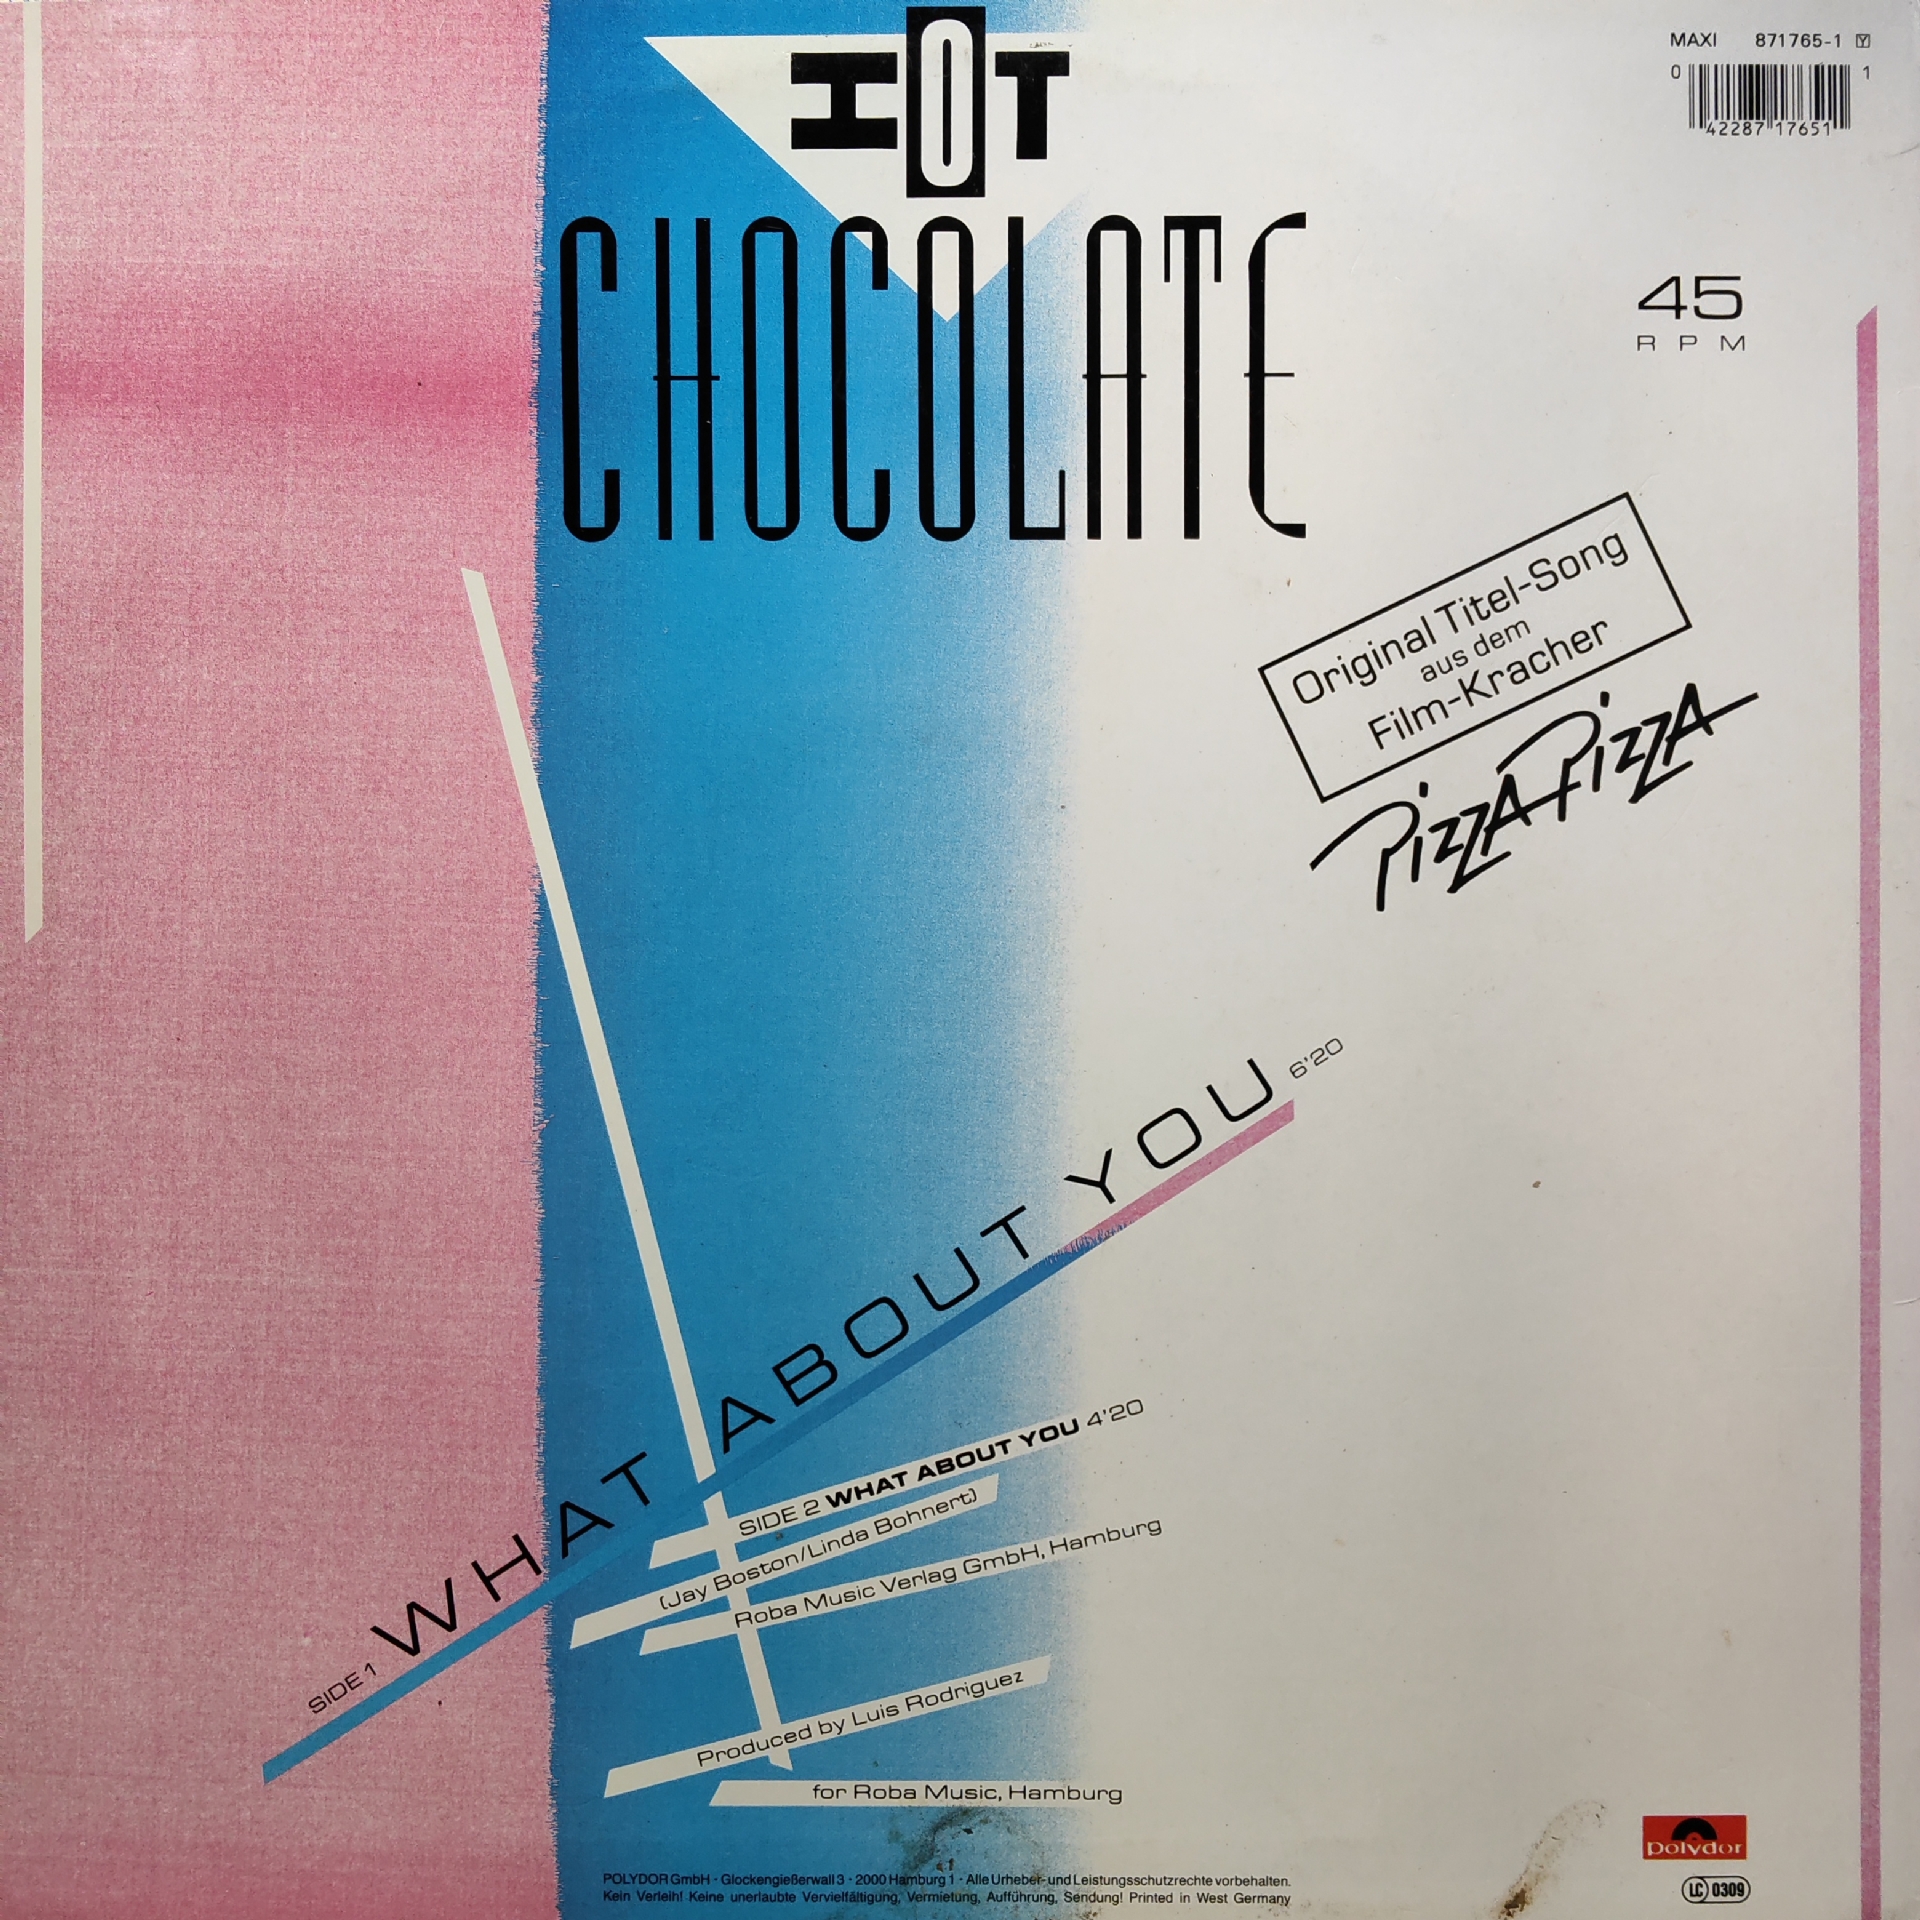 MAXI 871765-1 Y
0 42287 17651 1
HOT
CHOCOLATE
45
RPM
Original Titel-Song
aus dem
Film-Kracher
PizzA PizzA
SIDE 1 WHAT ABOUT YOU 6'20
SIDE 2 WHAT ABOUT YOU 4'20
(Jay Boston/Linda Bohnert)
Roba Music Verlag GmbH, Hamburg
Produced by Luis Rodriguez
for Roba Music, Hamburg
polydor
LC 0309
POLYDOR GmbH · Glockengießerwall 3 · 2000 Hamburg 1 · Alle Urheber- und Leistungsschutzrechte vorbehalten.
Kein Verleih! Keine unerlaubte Vervielfältigung, Vermietung, Aufführung, Sendung! Printed in West Germany